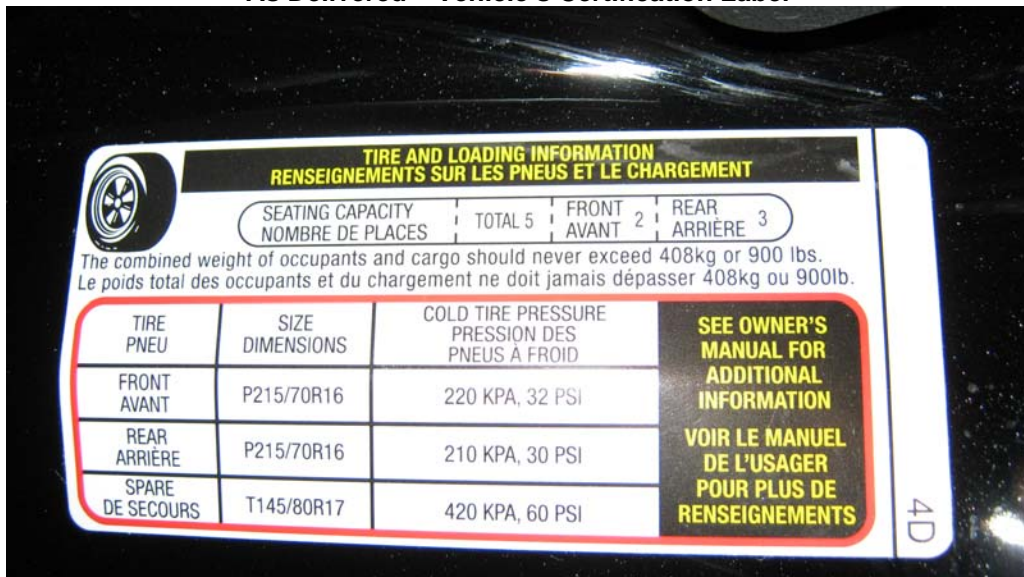 TIRE AND LOADING INFORMATION
RENSEIGNEMENTS SUR LES PNEUS ET LE CHARGEMENT
SEATING CAPACITY
NOMBRE DE PLACES
TOTAL 5
FRONT
AVANT 2
REAR
ARRIÈRE 3
The combined weight of occupants and cargo should never exceed 408kg or 900 lbs.
Le poids total des occupants et du chargement ne doit jamais dépasser 408kg ou 900lb.
TIRE
PNEU
SIZE
DIMENSIONS
COLD TIRE PRESSURE
PRESSION DES
PNEUS À FROID
FRONT
AVANT
P215/70R16
220 KPA, 32 PSI
REAR
ARRIÈRE
P215/70R16
210 KPA, 30 PSI
SPARE
DE SECOURS
T145/80R17
420 KPA, 60 PSI
SEE OWNER'S
MANUAL FOR
ADDITIONAL
INFORMATION
VOIR LE MANUEL
DE L'USAGER
POUR PLUS DE
RENSEIGNEMENTS
4D